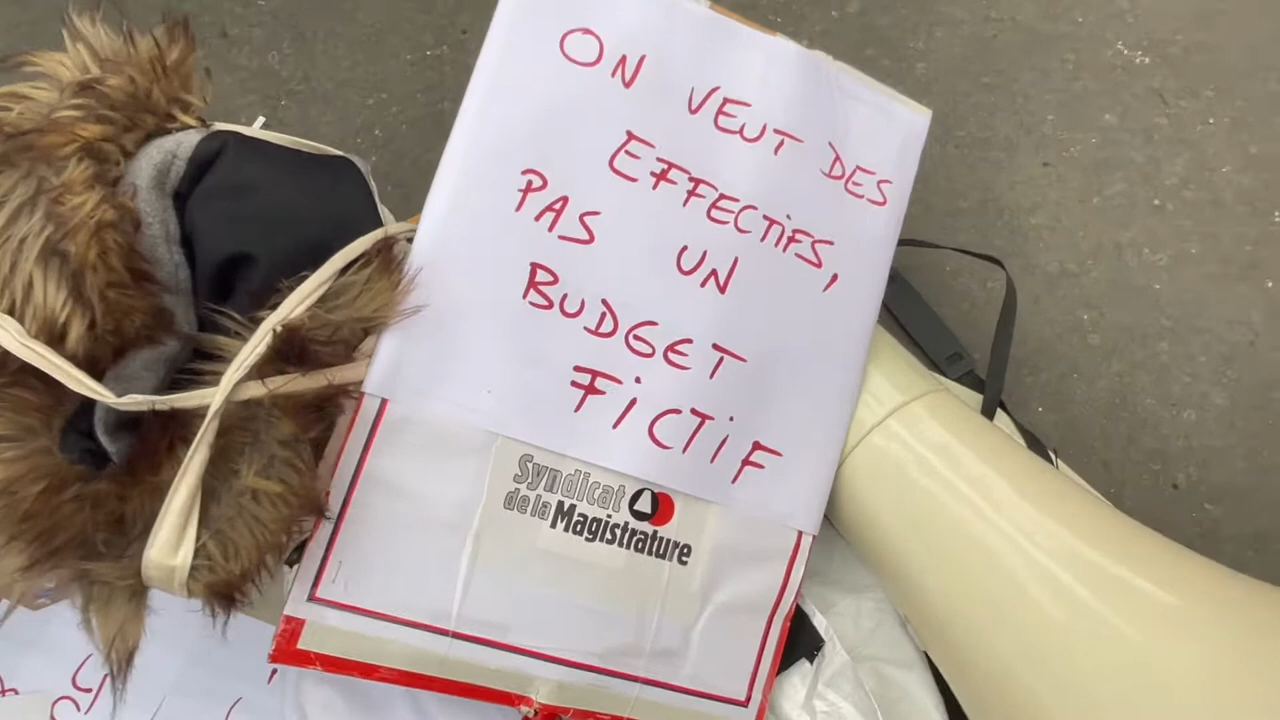 ON VEUT DES
EFFECTIFS,
PAS UN
BUDGET
FICTIF
Syndicat
de la Magistrature